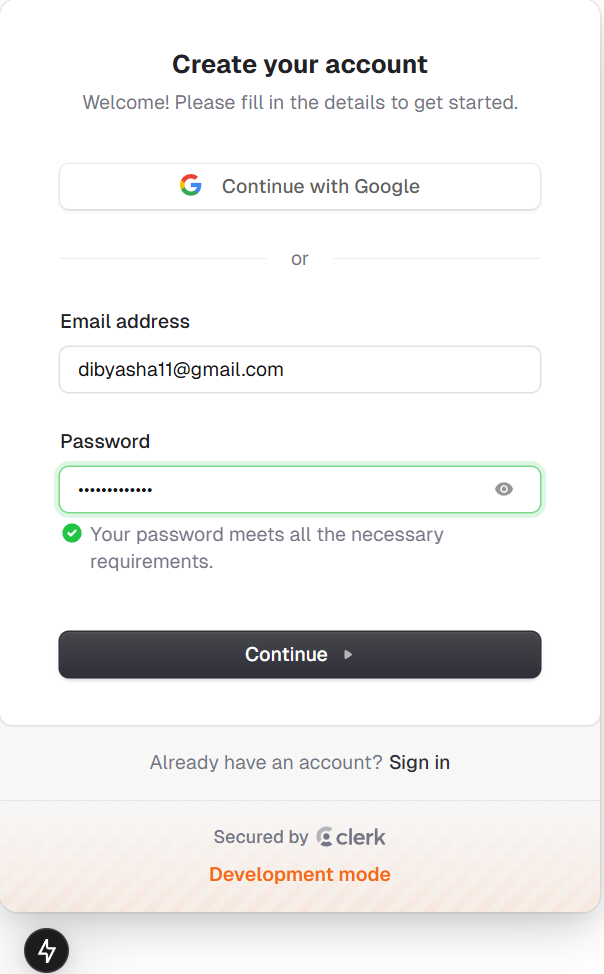 Create your account
Welcome! Please fill in the details to get started.
Continue with Google
or
Email address
dibyasha11@gmail.com
Password
•••••••••••••
Your password meets all the necessary
requirements.
Continue
Already have an account? Sign in
Secured by clerk
Development mode